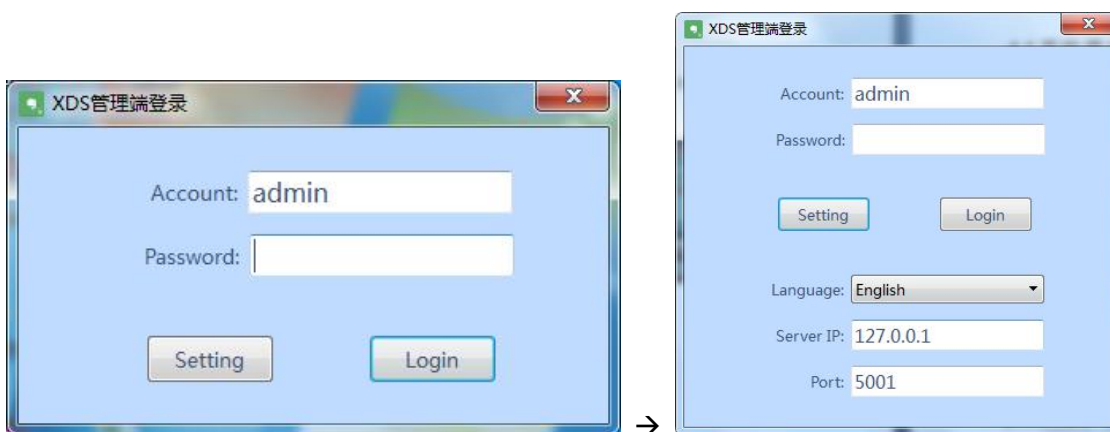 XDS管理端登录
Account: admin
Password:
Setting Login
→
XDS管理端登录
Account: admin
Password:
Setting Login
Language: English
Server IP: 127.0.0.1
Port: 5001